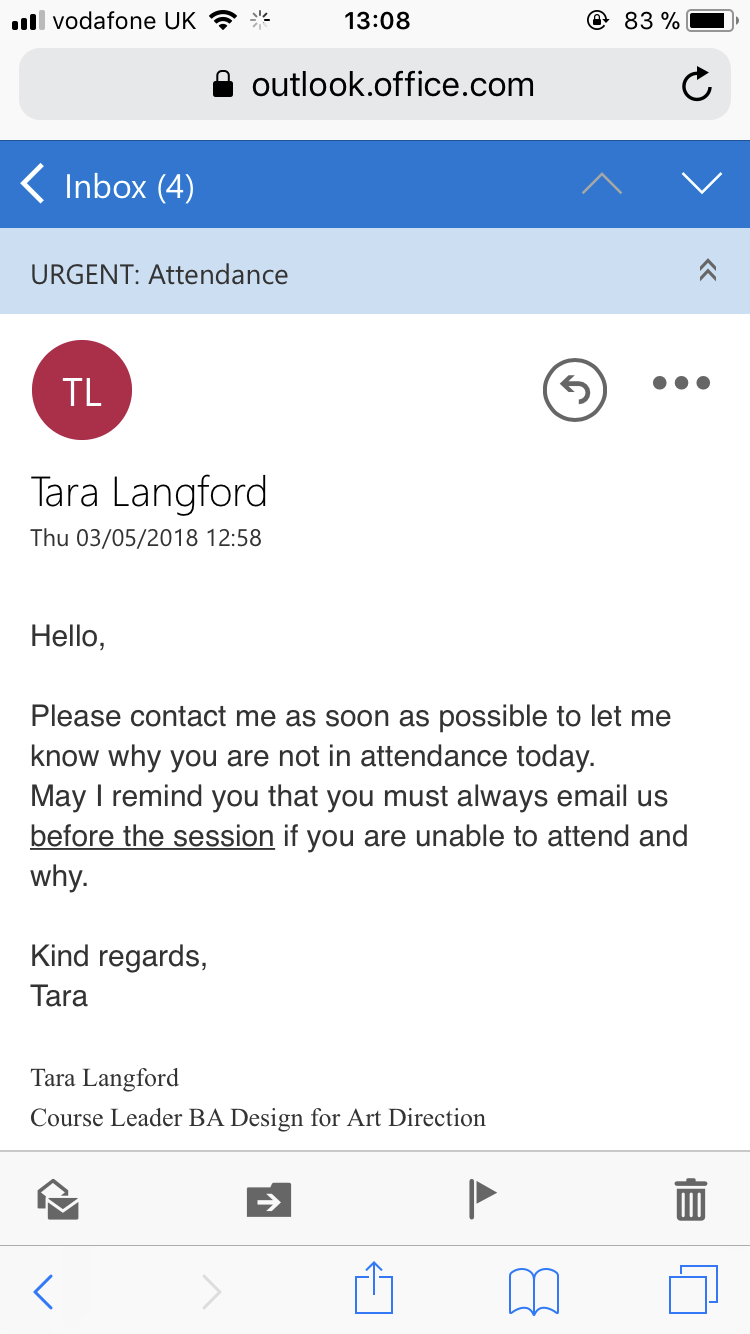 vodafone UK 13:08 83 %
outlook.office.com
Inbox (4)
URGENT: Attendance
TL
Tara Langford
Thu 03/05/2018 12:58
Hello,
Please contact me as soon as possible to let me
know why you are not in attendance today.
May I remind you that you must always email us
before the session if you are unable to attend and
why.
Kind regards,
Tara
Tara Langford
Course Leader BA Design for Art Direction